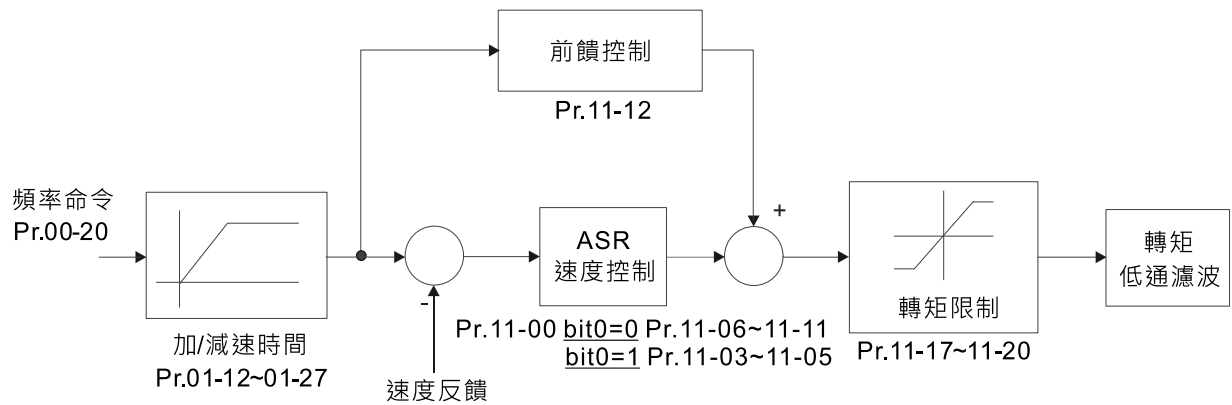 前饋控制
Pr.11-12
頻率命令
Pr.00-20
加/減速時間
Pr.01-12~01-27
-
速度反饋
ASR
速度控制
Pr.11-00 bit0=0 Pr.11-06~11-11
bit0=1 Pr.11-03~11-05
+
轉矩限制
Pr.11-17~11-20
轉矩
低通濾波